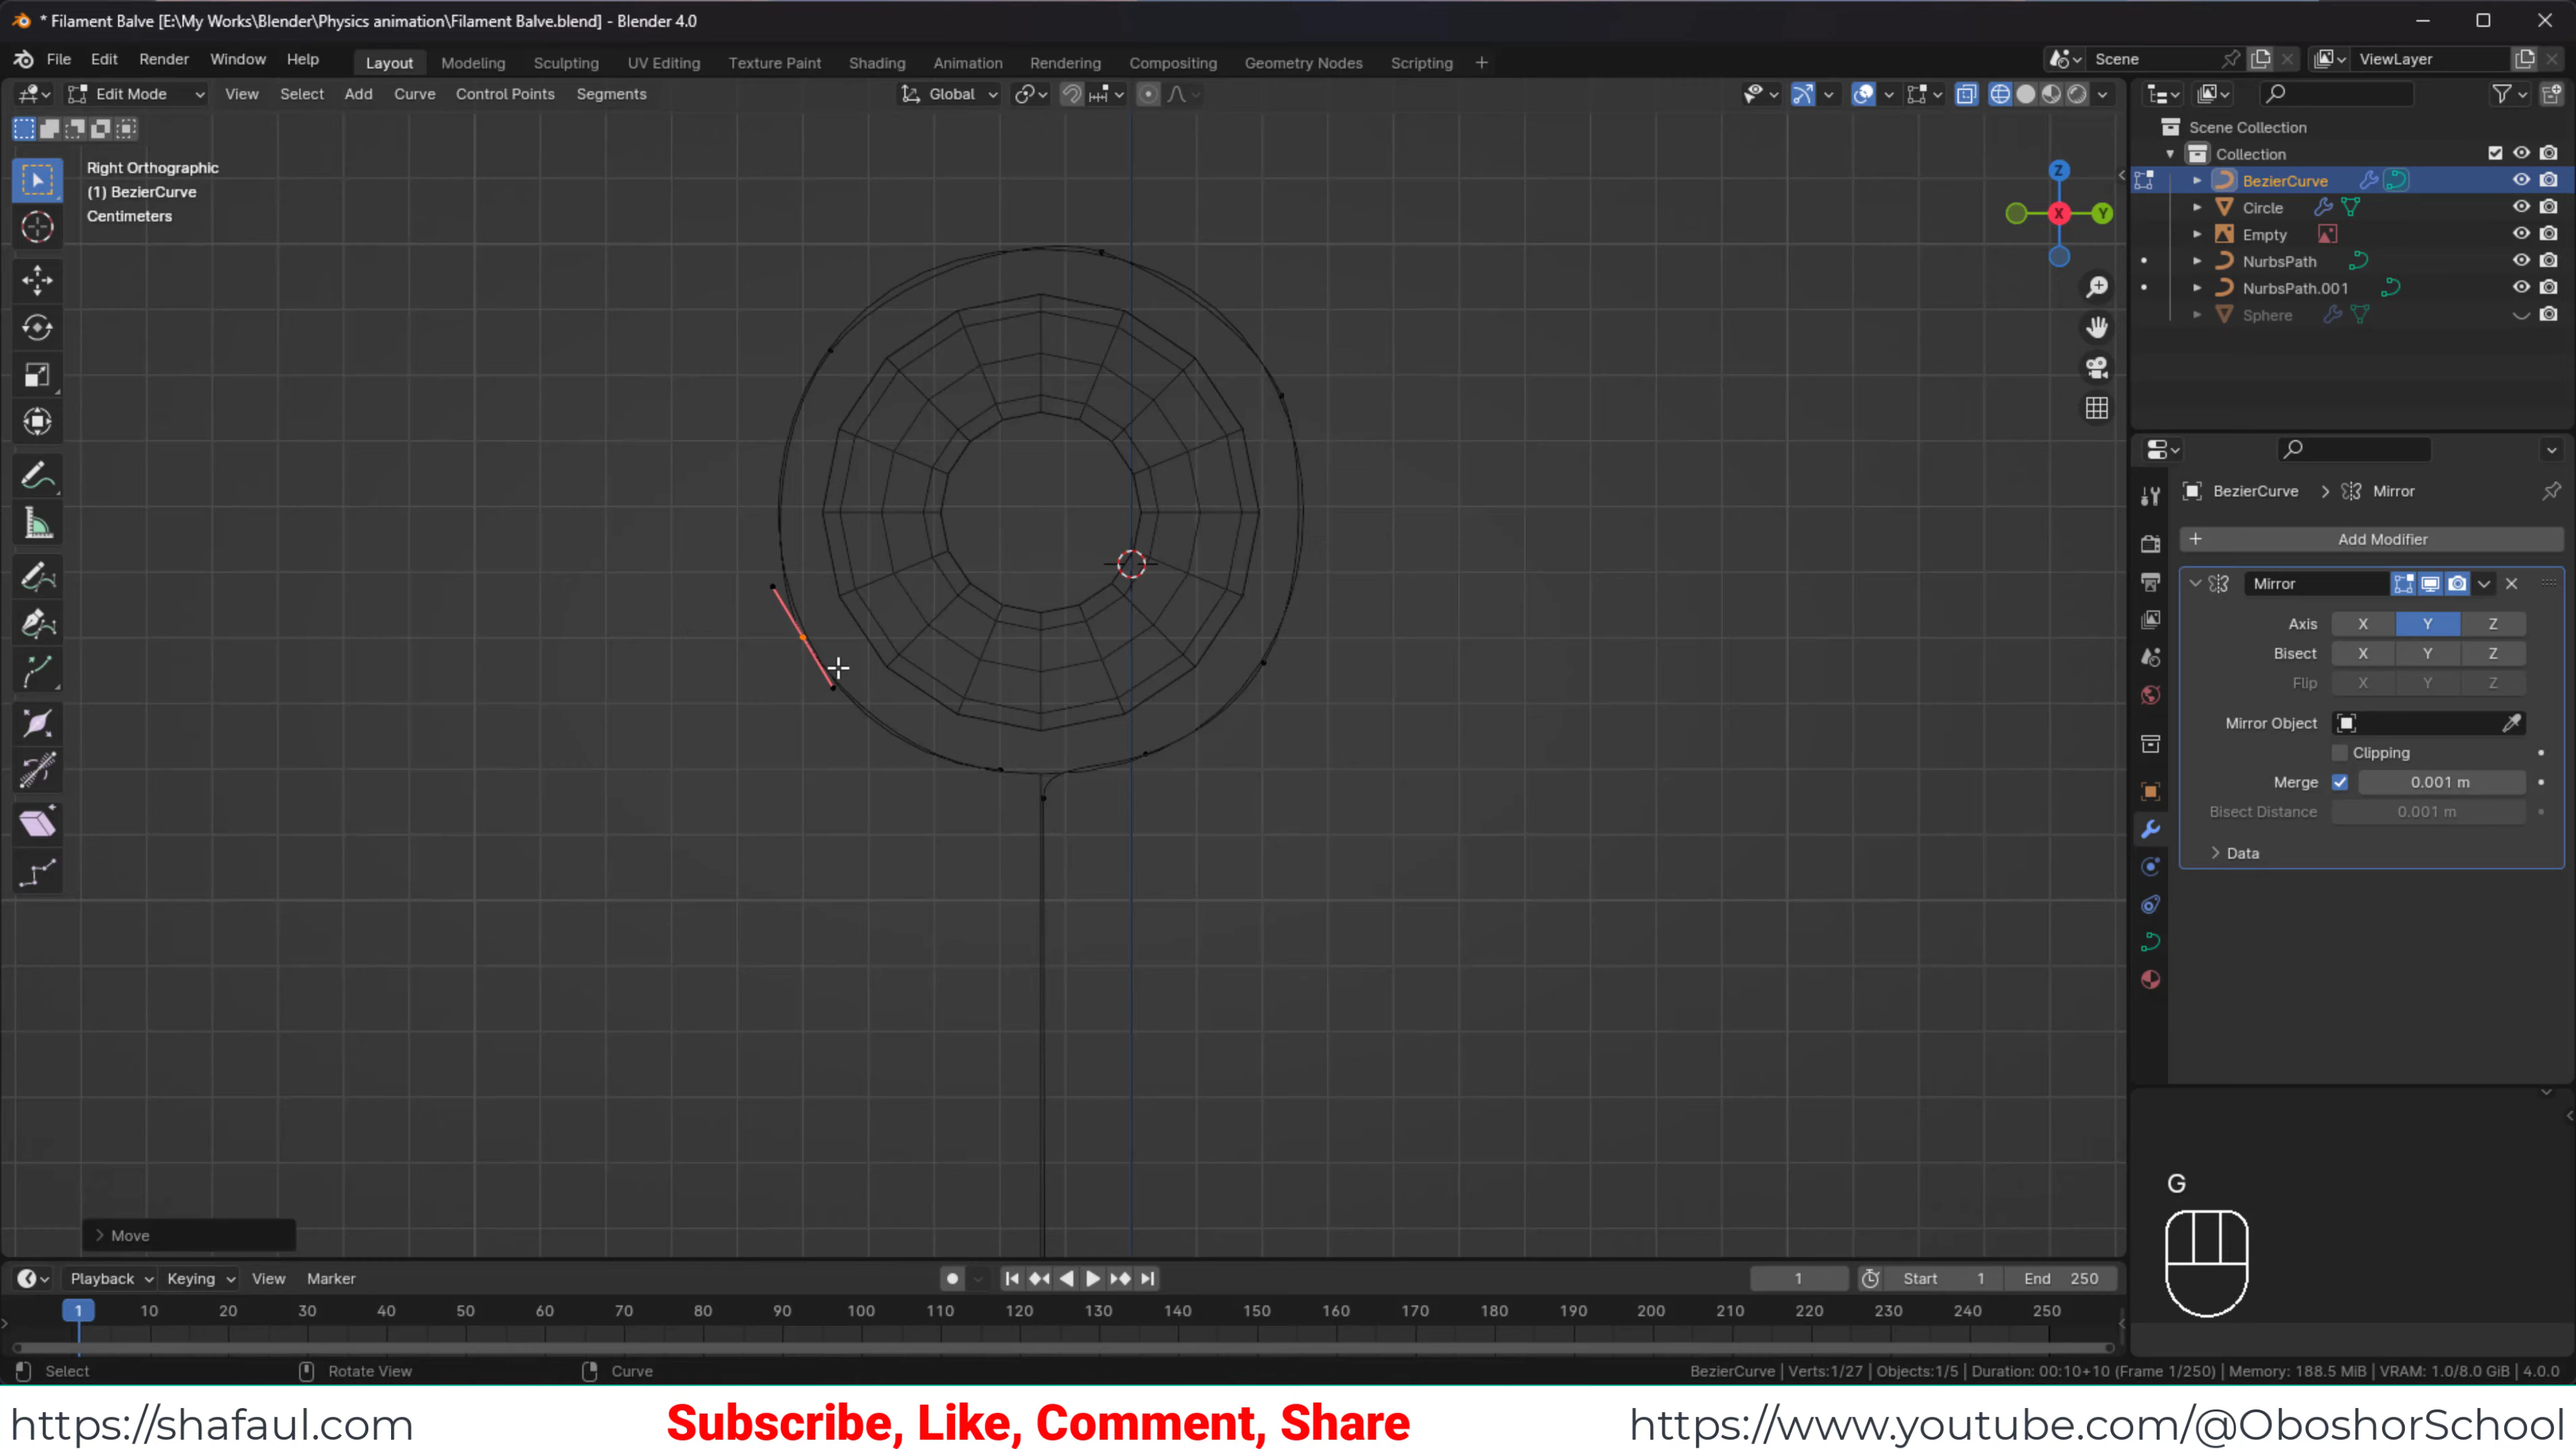 * Filament Balve [E:\My Works\Blender\Physics animation\Filament Balve.blend] - Blender 4.0
File Edit Render Window Help Layout Modeling Sculpting UV Editing Texture Paint Shading Animation Rendering Compositing Geometry Nodes Scripting + Scene ViewLayer
Edit Mode View Select Add Curve Control Points Segments Global
Right Orthographic
(1) BezierCurve
Centimeters
Z
X
Y
Scene Collection
Collection
BezierCurve
Circle
Empty
NurbsPath
NurbsPath.001
Sphere
BezierCurve > Mirror
+ Add Modifier
Mirror
Axis X Y Z
Bisect X Y Z
Flip X Y Z
Mirror Object
Clipping
Merge 0.001 m
Bisect Distance 0.001 m
> Data
G
> Move
Playback Keying View Marker 1 Start 1 End 250
1 10 20 30 40 50 60 70 80 90 100 110 120 130 140 150 160 170 180 190 200 210 220 230 240 250
Select Rotate View Curve BezierCurve | Verts:1/27 | Objects:1/5 | Duration: 00:10+10 (Frame 1/250) | Memory: 188.5 MiB | VRAM: 1.0/8.0 GiB | 4.0.0
https://shafaul.com Subscribe, Like, Comment, Share https://www.youtube.com/@OboshorSchool